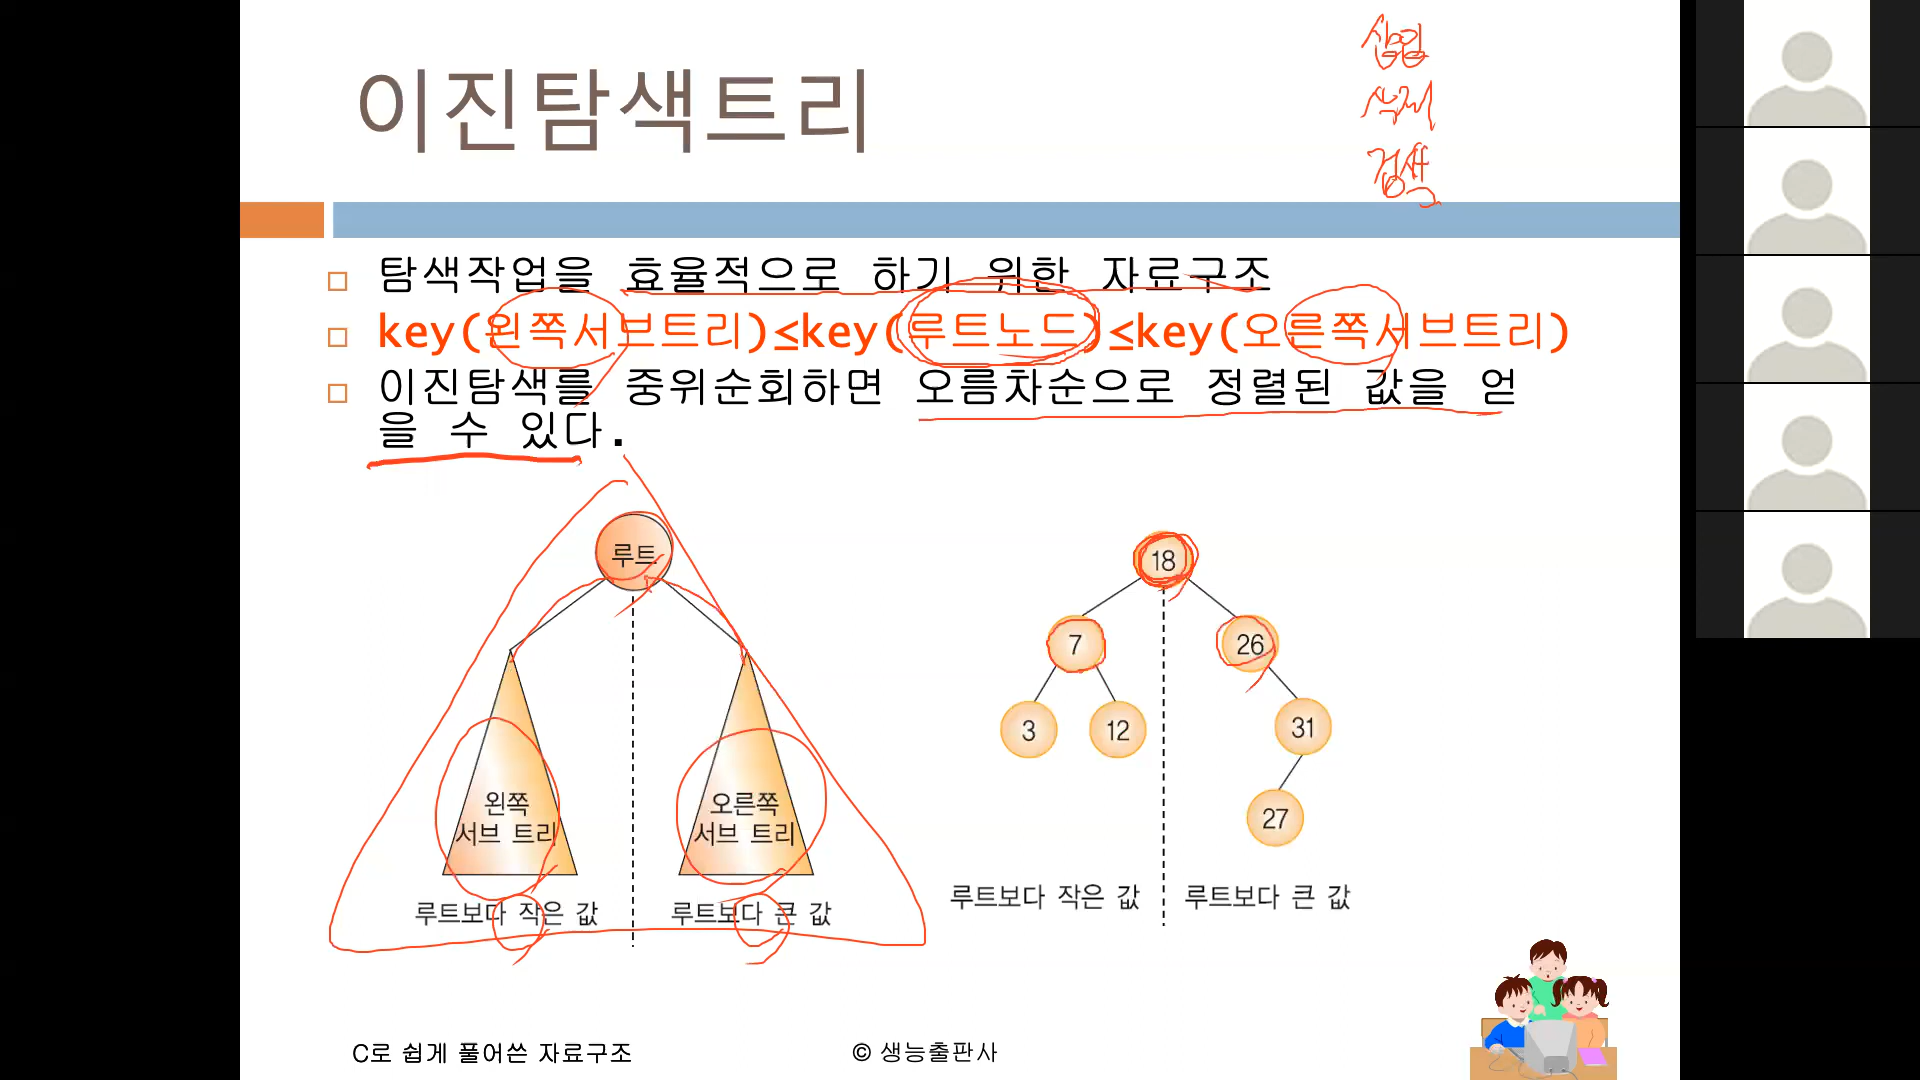 이진탐색트리
삽입
삭제
검색
탐색작업을 효율적으로 하기 위한 자료구조
key(왼쪽서브트리)≤key(루트노드)≤key(오른쪽서브트리)
이진탐색를 중위순회하면 오름차순으로 정렬된 값을 얻
을 수 있다.
루트
왼쪽
서브 트리
오른쪽
서브 트리
루트보다 작은 값
루트보다 큰 값
18
7
26
3
12
31
27
루트보다 작은 값
루트보다 큰 값
C로 쉽게 풀어쓴 자료구조
© 생능출판사